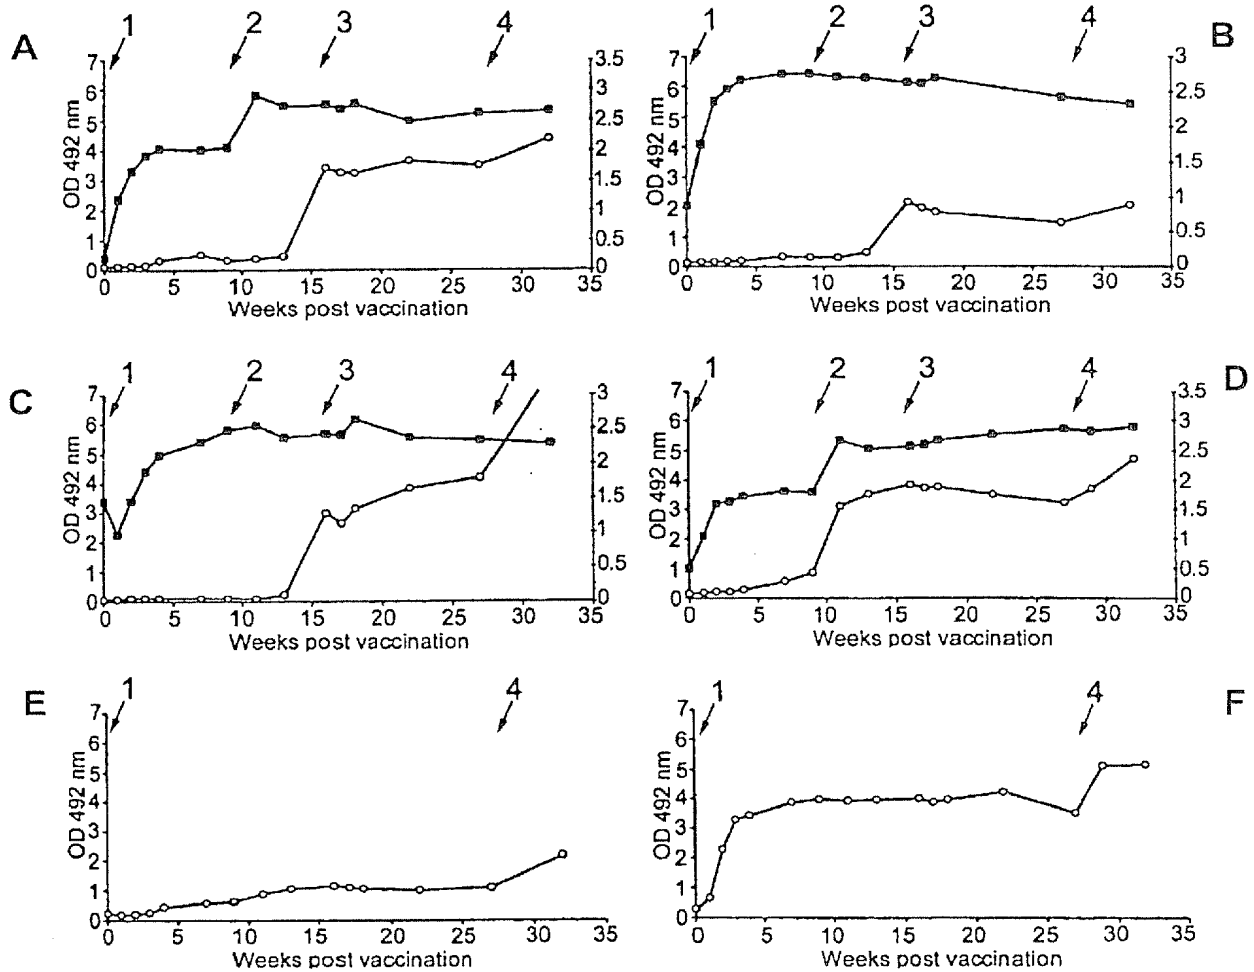 A
1 2 3 4
7 6 5 4 3 2 1 0
OD 492 nm
3.5 3 2.5 2 1.5 1 0.5 0
0 5 10 15 20 25 30 35
Weeks post vaccination
B
1 2 3 4
7 6 5 4 3 2 1 0
OD 492 nm
3 2.5 2 1.5 1 0.5 0
0 5 10 15 20 25 30 35
Weeks post vaccination
C
1 2 3 4
7 6 5 4 3 2 1 0
OD 492 nm
3 2.5 2 1.5 1 0.5 0
0 5 10 15 20 25 30 35
Weeks post vaccination
D
1 2 3 4
7 6 5 4 3 2 1 0
OD 492 nm
3.5 3 2.5 2 1.5 1 0.5 0
0 5 10 15 20 25 30 35
Weeks post vaccination
E
1 4
7 6 5 4 3 2 1 0
OD 492 nm
0 5 10 15 20 25 30 35
Weeks post vaccination
F
1 4
7 6 5 4 3 2 1 0
OD 492 nm
0 5 10 15 20 25 30 35
Weeks post vaccination